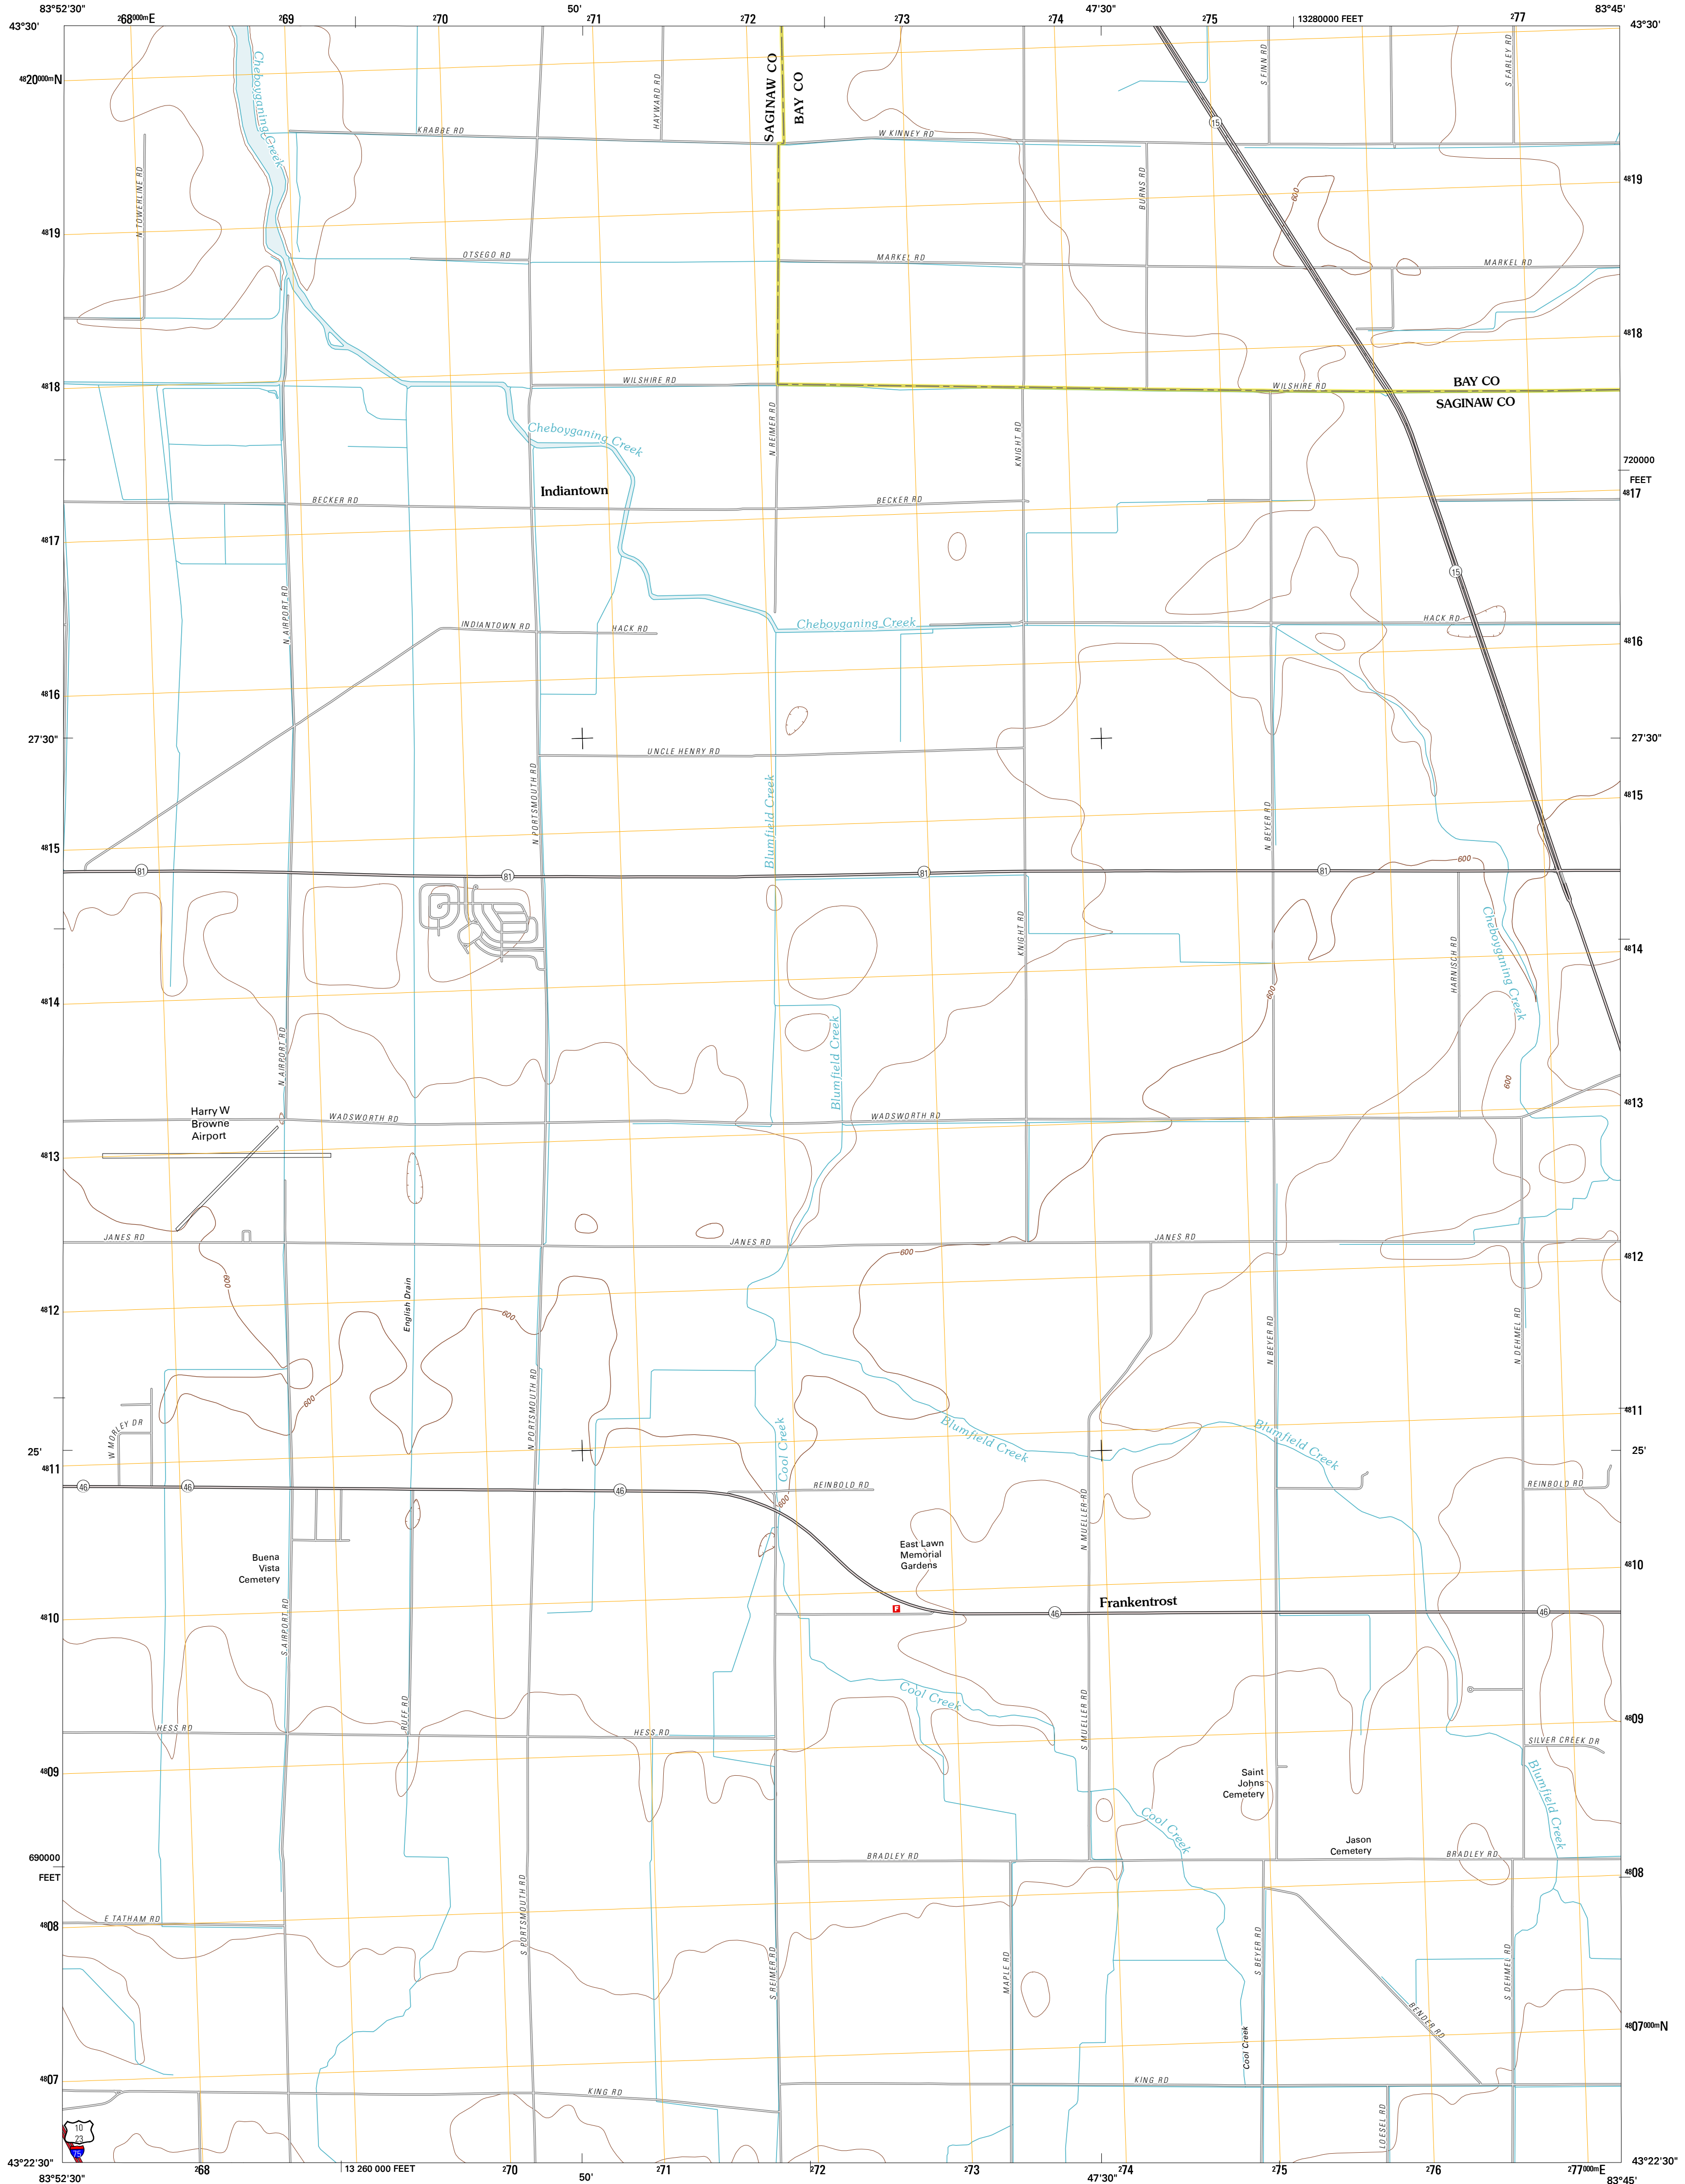 83°52'30"
268000mE
269
270
50'
271
272
273
274
47'30"
275
13280000 FEET
277
83°45'
43°30'
43°30'
4820000mN
Cheboyganing Creek
HAYWARD RD
SAGINAW CO
BAY CO
S FINN RD
S FARLEY RD
KRABBE RD
W KINNEY RD
15
N TOWERLINE RD
BURNS RD
600
4819
4819
OTSEGO RD
MARKEL RD
MARKEL RD
4818
4818
WILSHIRE RD
WILSHIRE RD
BAY CO
SAGINAW CO
N REIMER RD
KNIGHT RD
Cheboyganing Creek
720000
FEET
4817
Indiantown
BECKER RD
BECKER RD
4817
15
N AIRPORT RD
INDIANTOWN RD
HACK RD
Cheboyganing Creek
HACK RD
4816
4816
27'30"
27'30"
UNCLE HENRY RD
N PORTSMOUTH RD
Blumfield Creek
N BEYER RD
4815
4815
600
81
81
81
81
KNIGHT RD
HARNISCH RD
Cheboyganing Creek
4814
4814
600
N AIRPORT RD
Blumfield Creek
600
4813
Harry W
Browne
Airport
WADSWORTH RD
WADSWORTH RD
4813
JANES RD
JANES RD
JANES RD
600
4812
600
English Drain
600
4812
N BEYER RD
N DEHMEL RD
N PORTSMOUTH RD
600
W MORLEY DR
4811
Cool Creek
Blumfield Creek
Blumfield Creek
25'
25'
4811
46
46
46
REINBOLD RD
REINBOLD RD
600
N MUELLER RD
East Lawn
Memorial
Gardens
Buena
Vista
Cemetery
4810
F
Frankentrost
46
46
4810
S AIRPORT RD
RUFF RD
Cool Creek
S MUELLER RD
HESS RD
HESS RD
4809
SILVER CREEK DR
4809
Saint
Johns
Cemetery
Blumfield Creek
Cool Creek
Jason
Cemetery
BRADLEY RD
BRADLEY RD
690000
FEET
4808
E TATHAM RD
4808
S PORTSMOUTH RD
S REIMER RD
MAPLE RD
S BEYER RD
S DEHMEL RD
BENDER RD
4807000mN
Cool Creek
4807
KING RD
KING RD
LOESEL RD
10
23
75
43°22'30"
43°22'30"
83°52'30"
268
13 260 000 FEET
270
50'
271
272
273
47'30"
274
275
276
277000mE
83°45'